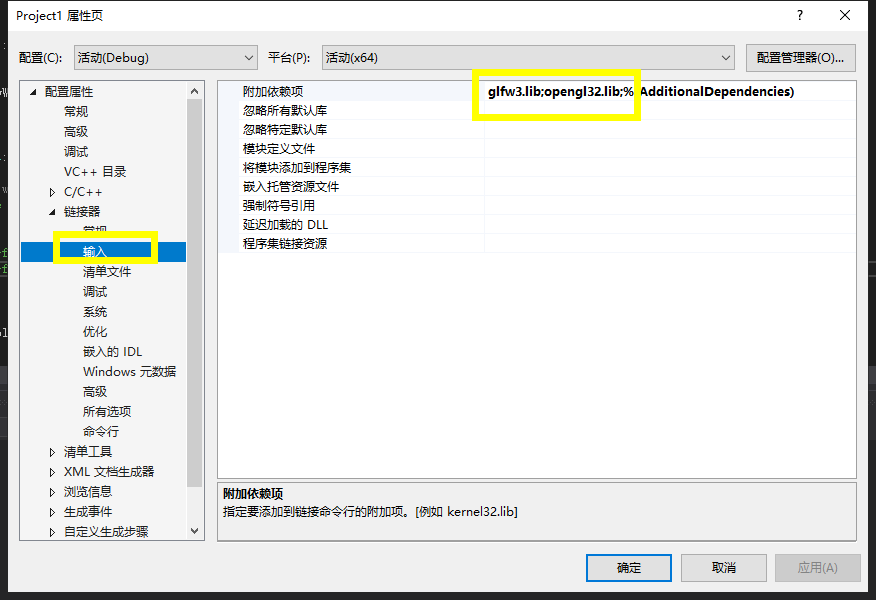 Project1 属性页
配置(C): 活动(Debug) 平台(P): 活动(x64) 配置管理器(O)...
配置属性
常规
高级
调试
VC++ 目录
C/C++
链接器
常规
输入
清单文件
调试
系统
优化
嵌入的 IDL
Windows 元数据
高级
所有选项
命令行
清单工具
XML 文档生成器
浏览信息
生成事件
自定义生成步骤
附加依赖项 glfw3.lib;opengl32.lib;% AdditionalDependencies)
忽略所有默认库
忽略特定默认库
模块定义文件
将模块添加到程序集
嵌入托管资源文件
强制符号引用
延迟加载的 DLL
程序集链接资源
附加依赖项
指定要添加到链接命令行的附加项。[例如 kernel32.lib]
确定 取消 应用(A)